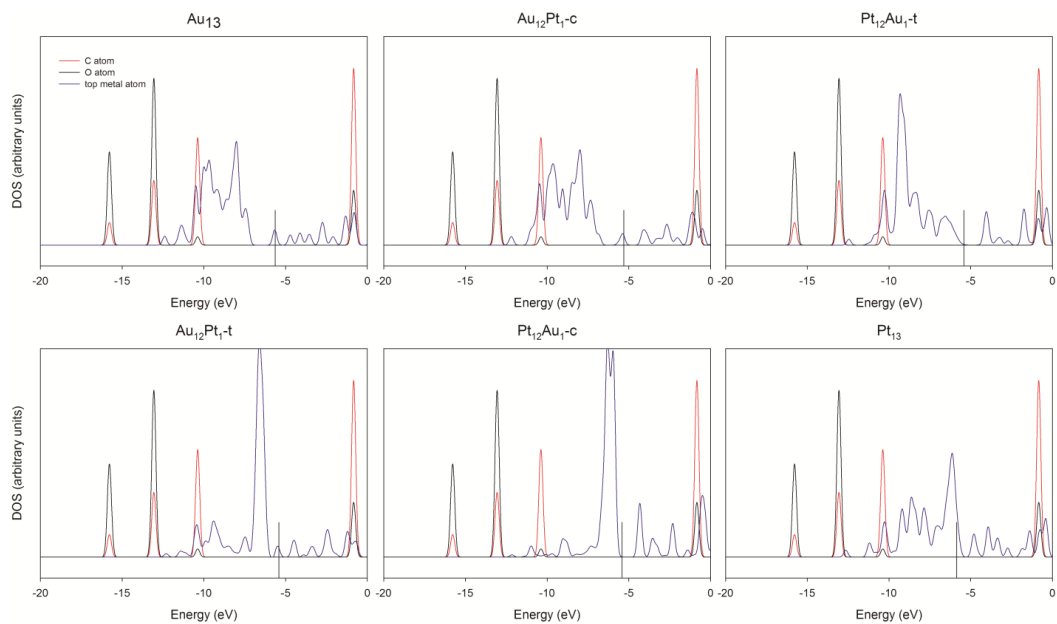 Au₁₃
Au₁₂Pt₁-c
Pt₁₂Au₁-t
C atom
O atom
top metal atom
DOS (arbitrary units)
-20 -15 -10 -5 0
-20 -15 -10 -5 0
-20 -15 -10 -5 0
Energy (eV)
Energy (eV)
Energy (eV)
Au₁₂Pt₁-t
Pt₁₂Au₁-c
Pt₁₃
DOS (arbitrary units)
-20 -15 -10 -5 0
-20 -15 -10 -5 0
-20 -15 -10 -5 0
Energy (eV)
Energy (eV)
Energy (eV)